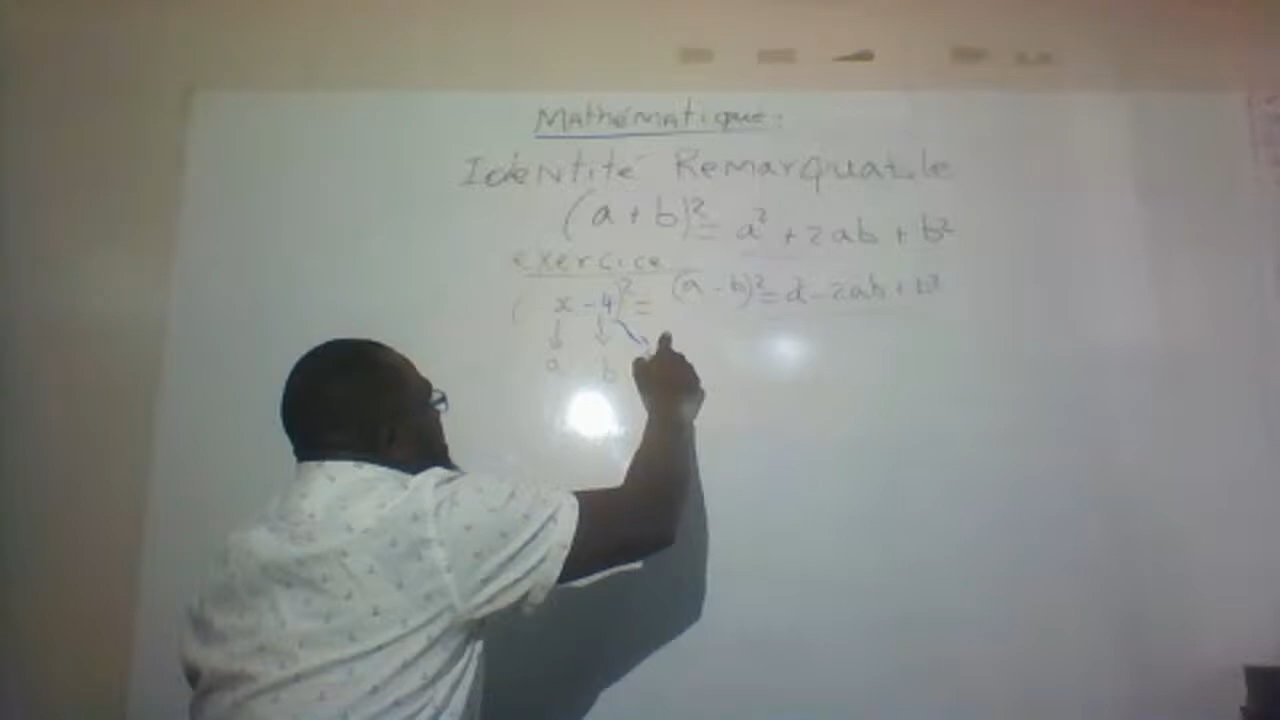 Mathématique:
Identité Remarquable
(a + b)² = a² + 2ab + b²
exercice
(a - b)² = a² - 2ab + b²
( x - 4)² =
a b